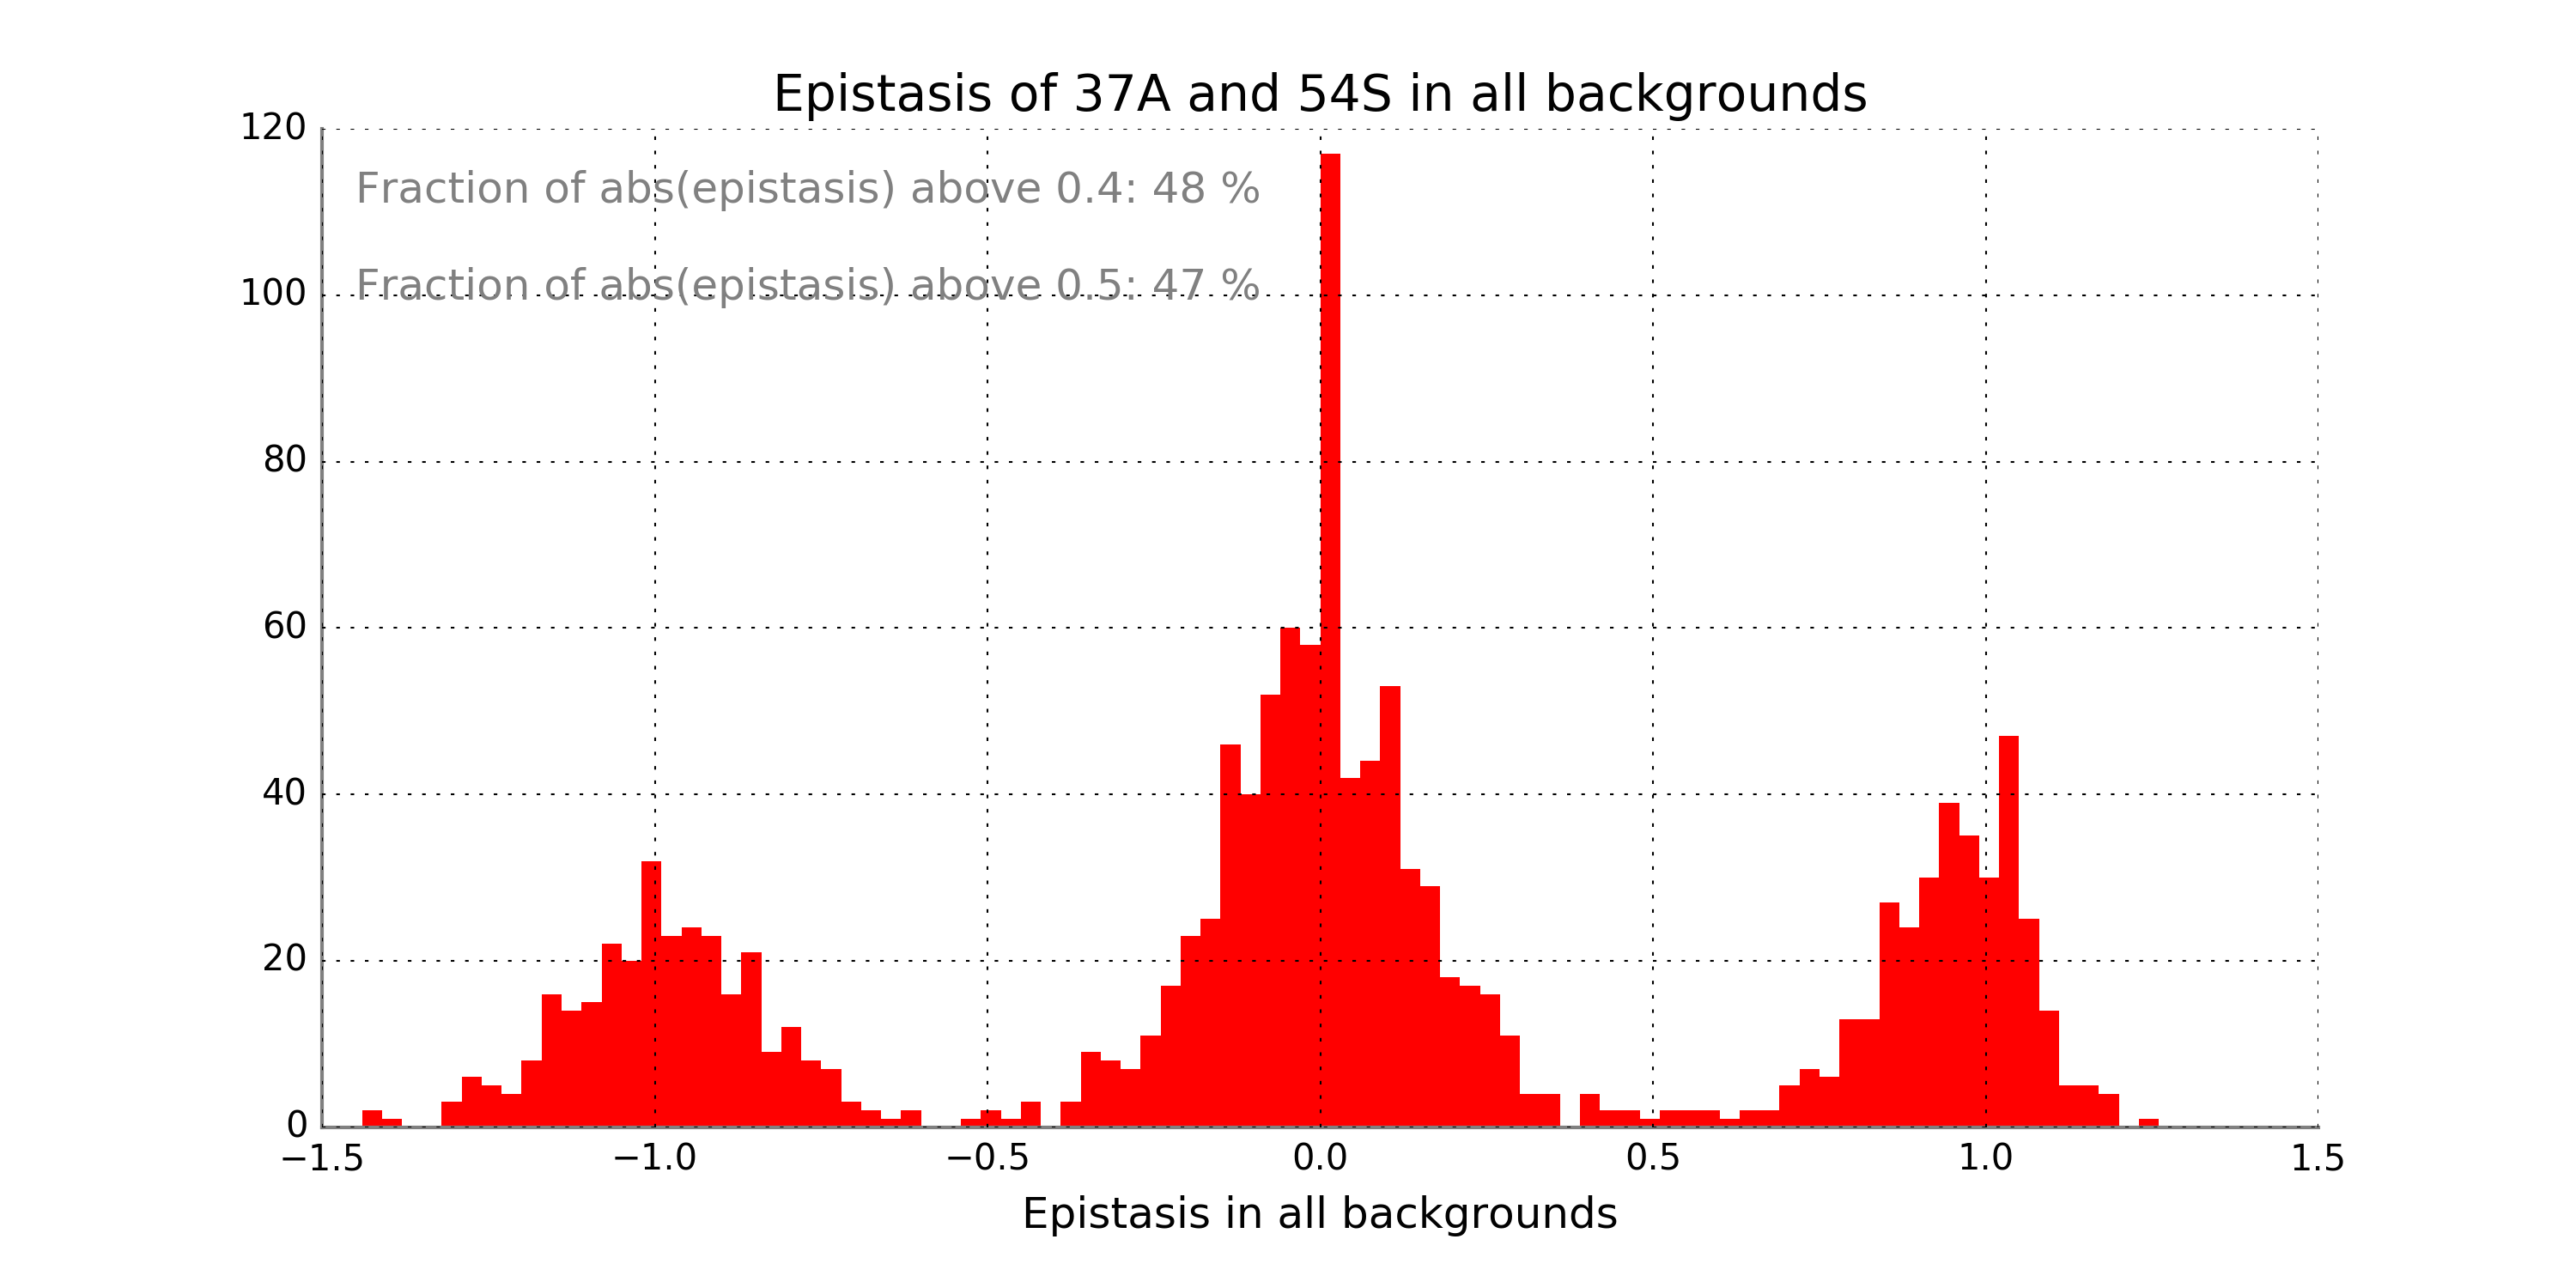 Epistasis of 37A and 54S in all backgrounds
120
Fraction of abs(epistasis) above 0.4: 48 %
Fraction of abs(epistasis) above 0.5: 47 %
100
80
60
40
20
0
−1.5 −1.0 −0.5 0.0 0.5 1.0 1.5
Epistasis in all backgrounds